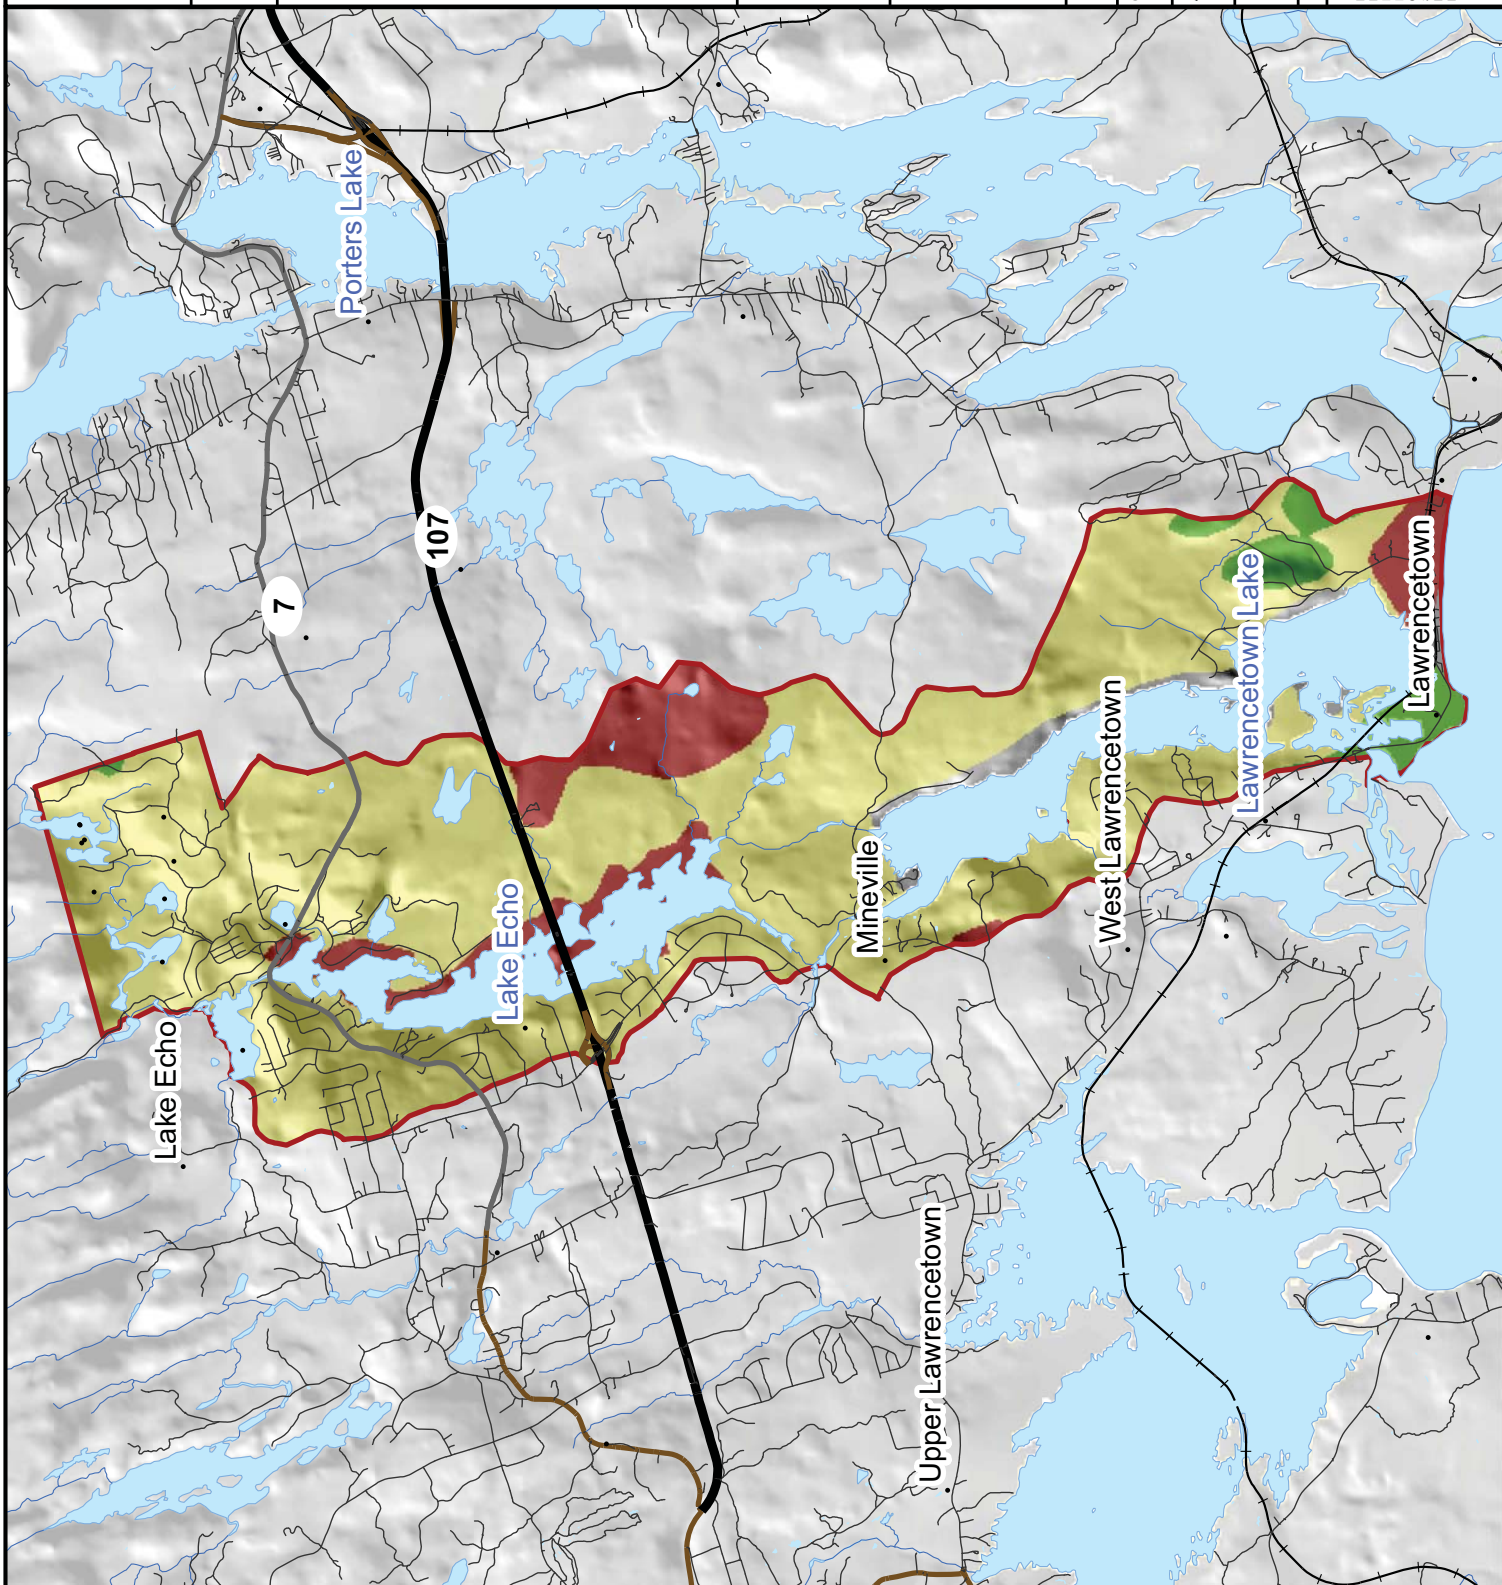 Porters Lake
107
7
Lawrencetown
Lawrencetown Lake
West Lawrencetown
Mineville
Lake Echo
Lake Echo
Upper Lawrencetown